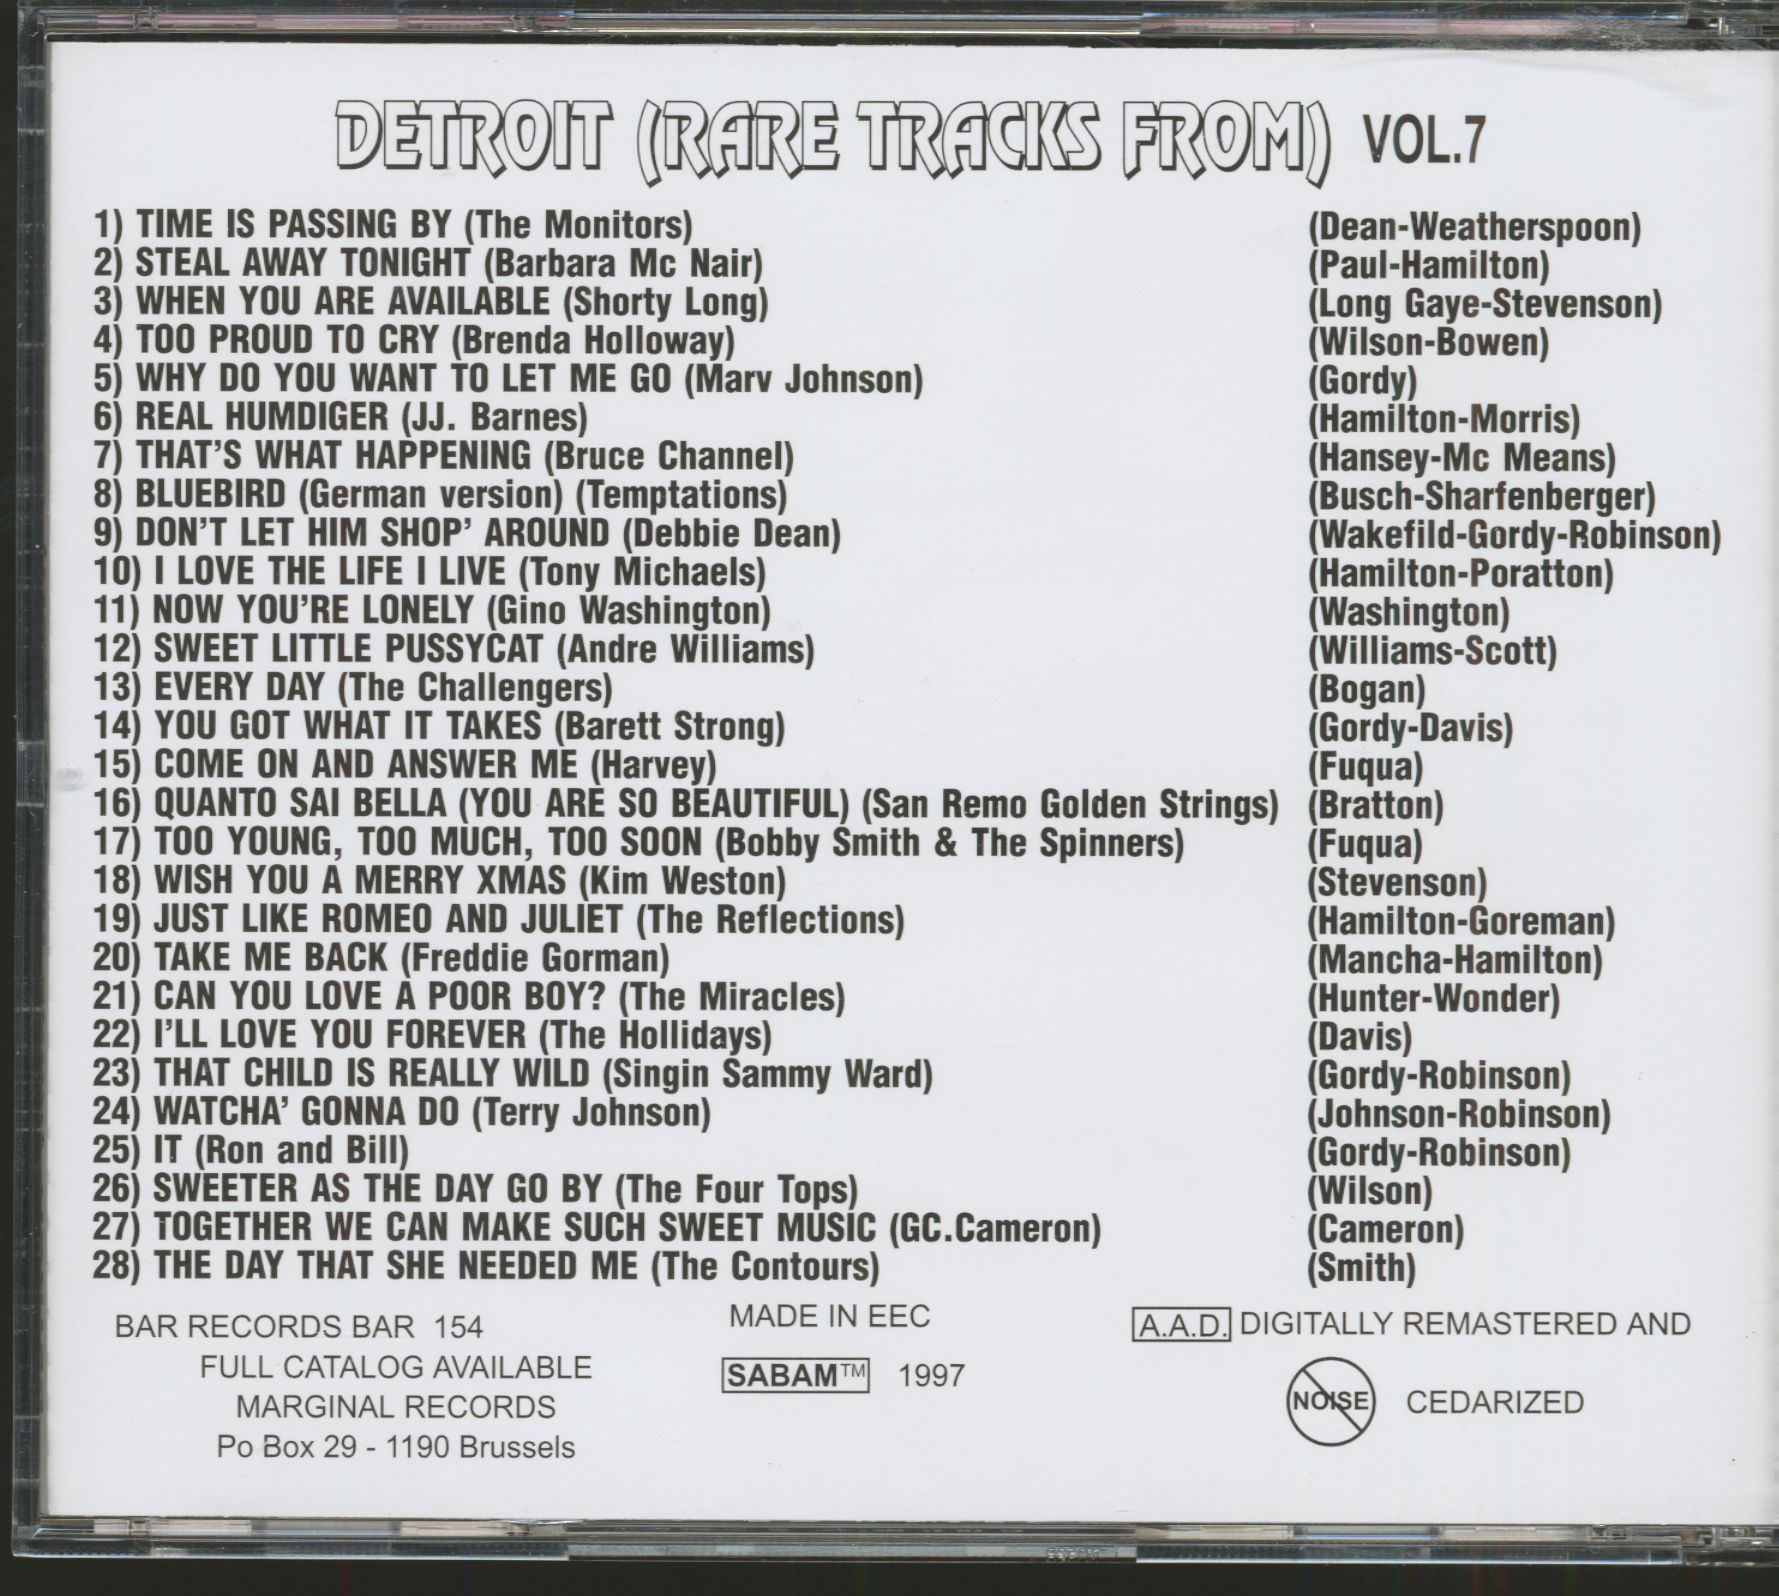 DETROIT (RARE TRACKS FROM) VOL.7
1) TIME IS PASSING BY (The Monitors) (Dean-Weatherspoon)
2) STEAL AWAY TONIGHT (Barbara Mc Nair) (Paul-Hamilton)
3) WHEN YOU ARE AVAILABLE (Shorty Long) (Long Gaye-Stevenson)
4) TOO PROUD TO CRY (Brenda Holloway) (Wilson-Bowen)
5) WHY DO YOU WANT TO LET ME GO (Marv Johnson) (Gordy)
6) REAL HUMDIGER (JJ. Barnes) (Hamilton-Morris)
7) THAT'S WHAT HAPPENING (Bruce Channel) (Hansey-Mc Means)
8) BLUEBIRD (German version) (Temptations) (Busch-Sharfenberger)
9) DON'T LET HIM SHOP' AROUND (Debbie Dean) (Wakefild-Gordy-Robinson)
10) I LOVE THE LIFE I LIVE (Tony Michaels) (Hamilton-Poratton)
11) NOW YOU'RE LONELY (Gino Washington) (Washington)
12) SWEET LITTLE PUSSYCAT (Andre Williams) (Williams-Scott)
13) EVERY DAY (The Challengers) (Bogan)
14) YOU GOT WHAT IT TAKES (Barett Strong) (Gordy-Davis)
15) COME ON AND ANSWER ME (Harvey) (Fuqua)
16) QUANTO SAI BELLA (YOU ARE SO BEAUTIFUL) (San Remo Golden Strings) (Bratton)
17) TOO YOUNG, TOO MUCH, TOO SOON (Bobby Smith & The Spinners) (Fuqua)
18) WISH YOU A MERRY XMAS (Kim Weston) (Stevenson)
19) JUST LIKE ROMEO AND JULIET (The Reflections) (Hamilton-Goreman)
20) TAKE ME BACK (Freddie Gorman) (Mancha-Hamilton)
21) CAN YOU LOVE A POOR BOY? (The Miracles) (Hunter-Wonder)
22) I'LL LOVE YOU FOREVER (The Hollidays) (Davis)
23) THAT CHILD IS REALLY WILD (Singin Sammy Ward) (Gordy-Robinson)
24) WATCHA' GONNA DO (Terry Johnson) (Johnson-Robinson)
25) IT (Ron and Bill) (Gordy-Robinson)
26) SWEETER AS THE DAY GO BY (The Four Tops) (Wilson)
27) TOGETHER WE CAN MAKE SUCH SWEET MUSIC (GC.Cameron) (Cameron)
28) THE DAY THAT SHE NEEDED ME (The Contours) (Smith)
BAR RECORDS BAR 154
FULL CATALOG AVAILABLE
MARGINAL RECORDS
Po Box 29 - 1190 Brussels
MADE IN EEC
SABAM™ 1997
A.A.D. DIGITALLY REMASTERED AND
NOISE CEDARIZED